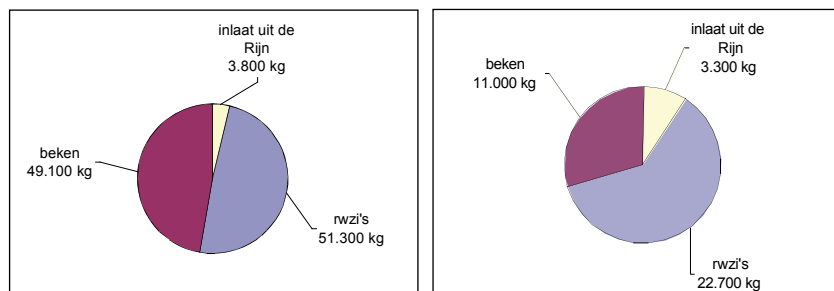 inlaat uit de
Rijn
3.800 kg
beken
49.100 kg
rwzi's
51.300 kg
inlaat uit de
Rijn
3.300 kg
beken
11.000 kg
rwzi's
22.700 kg